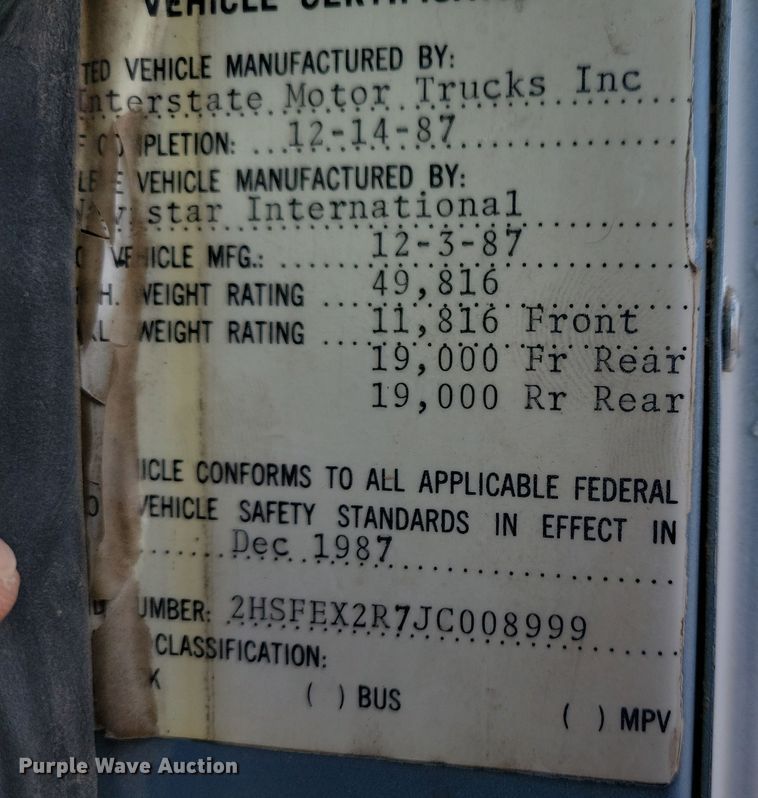 VEHICLE
TED VEHICLE MANUFACTURED BY:
Interstate Motor Trucks Inc
PLETION: ... 12-14-87
VEHICLE MANUFACTURED BY:
Navistar International
VEHICLE MFG.: ...... 12-3-87
H. WEIGHT RATING ... 49,816
WEIGHT RATING ... 11,816 Front
19,000 Fr Rear
19,000 Rr Rear
ICLE CONFORMS TO ALL APPLICABLE FEDERAL
VEHICLE SAFETY STANDARDS IN EFFECT IN
Dec 1987
UMBER: 2HSFEX2R7JC008999
CLASSIFICATION:
K
( ) BUS
( ) MPV
Purple Wave Auction